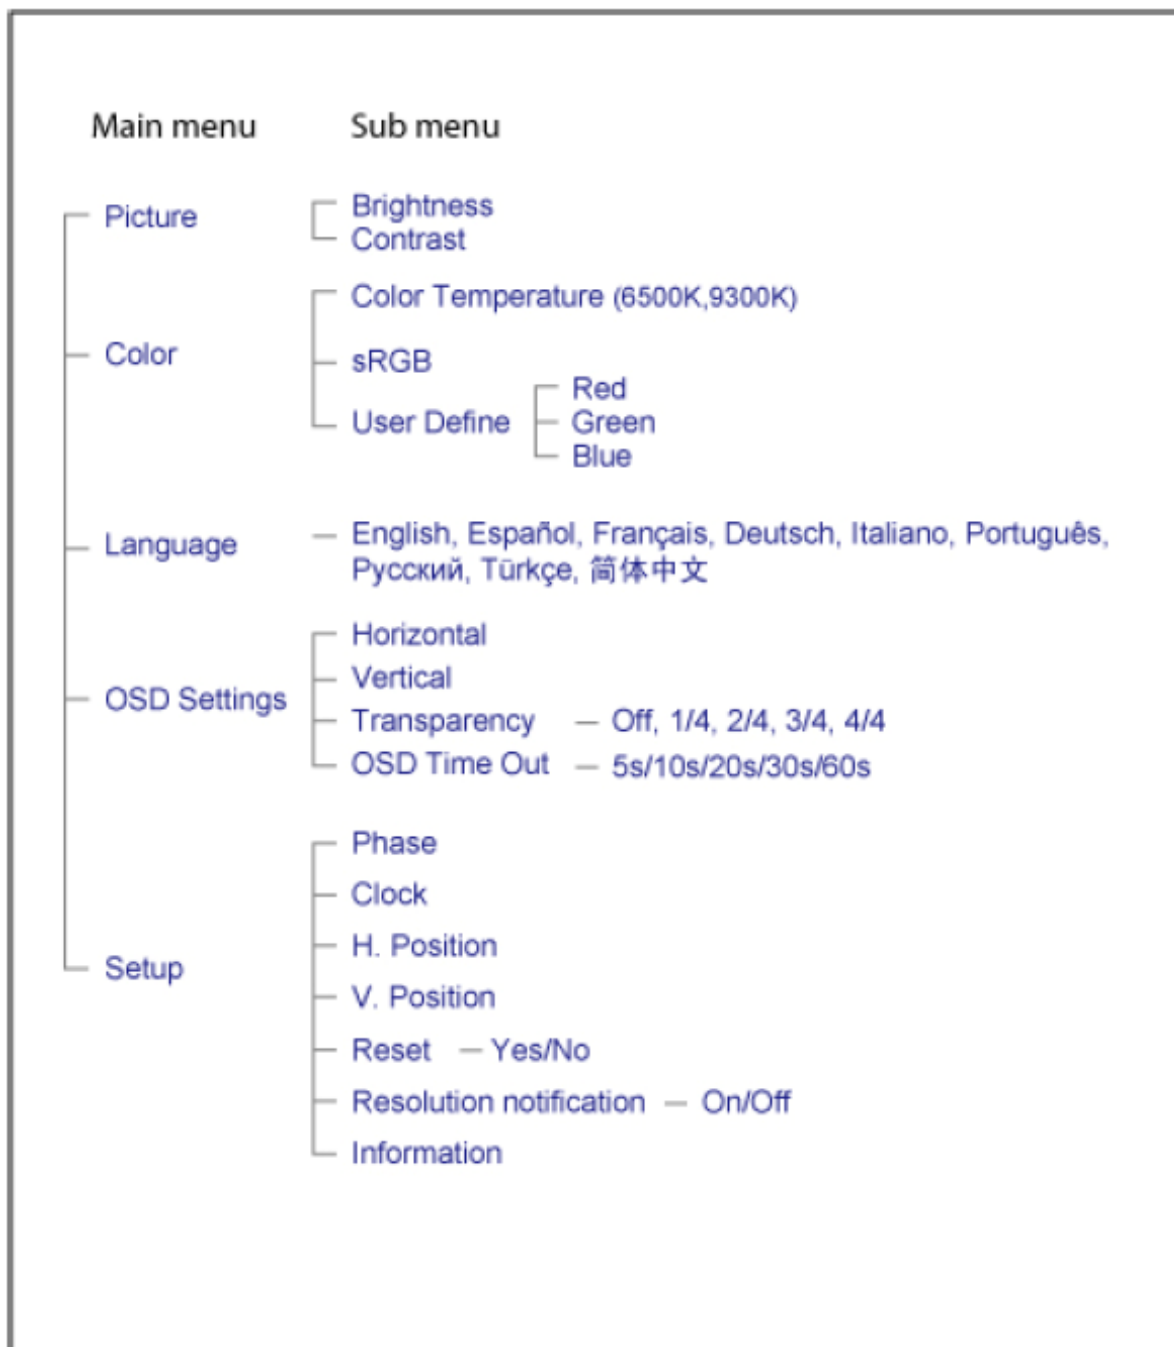 Main menu Sub menu
Picture
Brightness
Contrast
Color
Color Temperature (6500K,9300K)
sRGB
User Define
Red
Green
Blue
Language
English, Español, Français, Deutsch, Italiano, Português,
Русский, Türkçe, 简体中文
OSD Settings
Horizontal
Vertical
Transparency — Off, 1/4, 2/4, 3/4, 4/4
OSD Time Out — 5s/10s/20s/30s/60s
Setup
Phase
Clock
H. Position
V. Position
Reset — Yes/No
Resolution notification — On/Off
Information